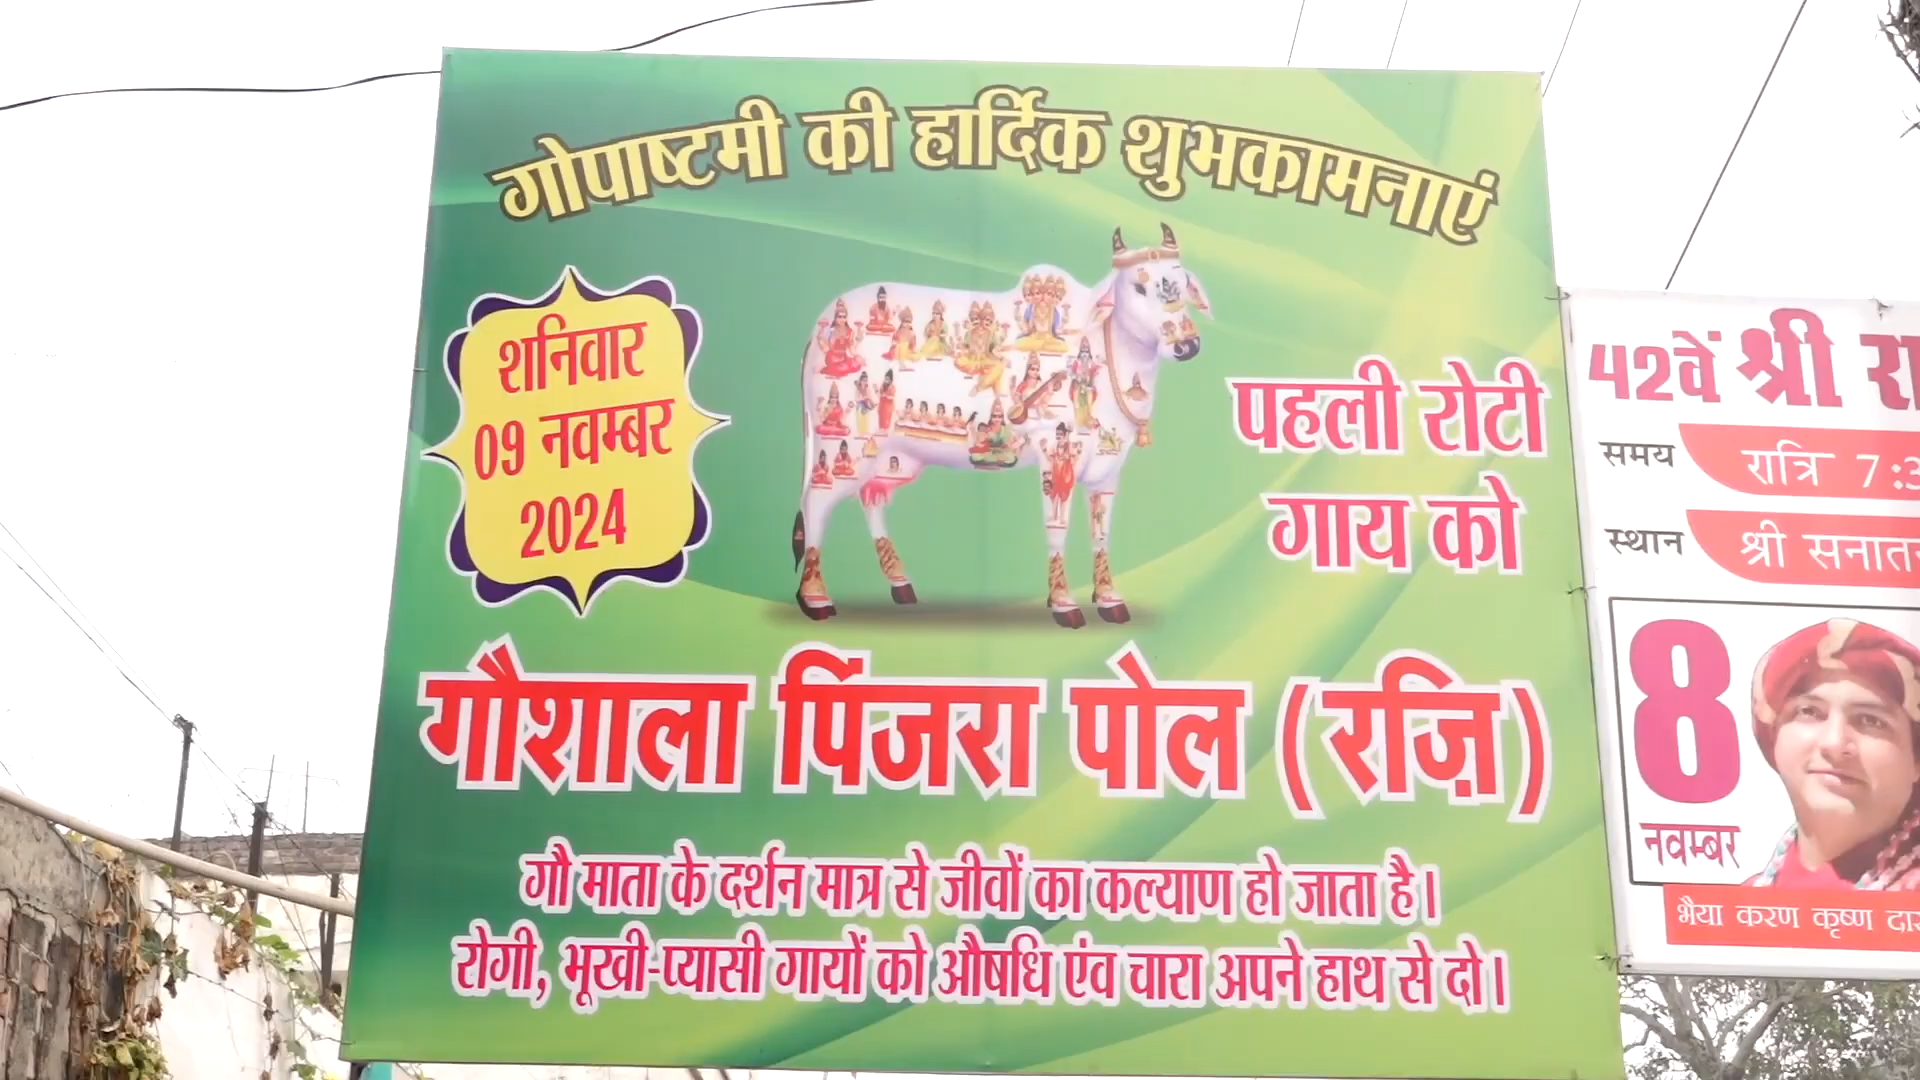 गोपाष्टमी की हार्दिक शुभकामनाएं
शनिवार
09 नवम्बर
2024
पहली रोटी
गाय को
गौशाला पिंजरा पोल (रज़ि)
गौ माता के दर्शन मात्र से जीवों का कल्याण हो जाता है।
रोगी, भूखी-प्यासी गायों को औषधि एंव चारा अपने हाथ से दो।
42वें श्री
समय
रात्रि 7:3
स्थान
श्री
8
नवम्बर
भैया करण कृष्ण